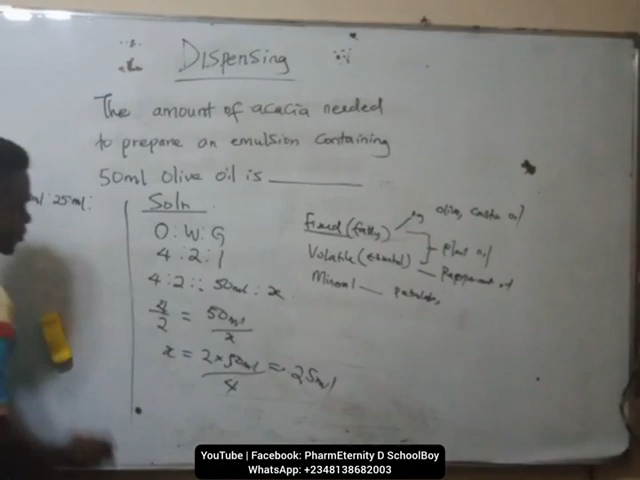 Dispensing
The amount of acacia needed
to prepare an emulsion containing
50ml Olive oil is ________
: 25ml:
Soln
O : W : G
4 : 2 : 1
4 : 2 :: 50ml : x
4/2 = 50ml/x
x = 2 x 50ml/4 = 25ml
Fixed (fatty) eg olive, castor oil
plant oil
Volatile (essential) — Peppermint oil
Mineral —
YouTube | Facebook: PharmEternity D SchoolBoy
WhatsApp: +2348138682003